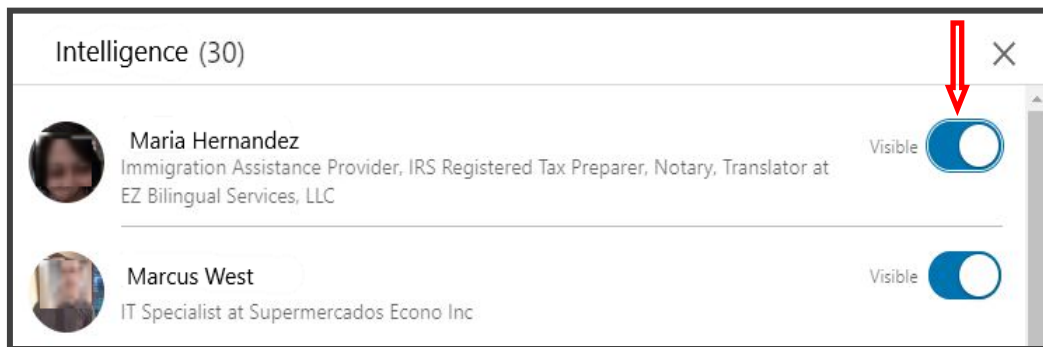 Intelligence (30)
Maria Hernandez
Visible
Immigration Assistance Provider, IRS Registered Tax Preparer, Notary, Translator at
EZ Bilingual Services, LLC
Marcus West
Visible
IT Specialist at Supermercados Econo Inc